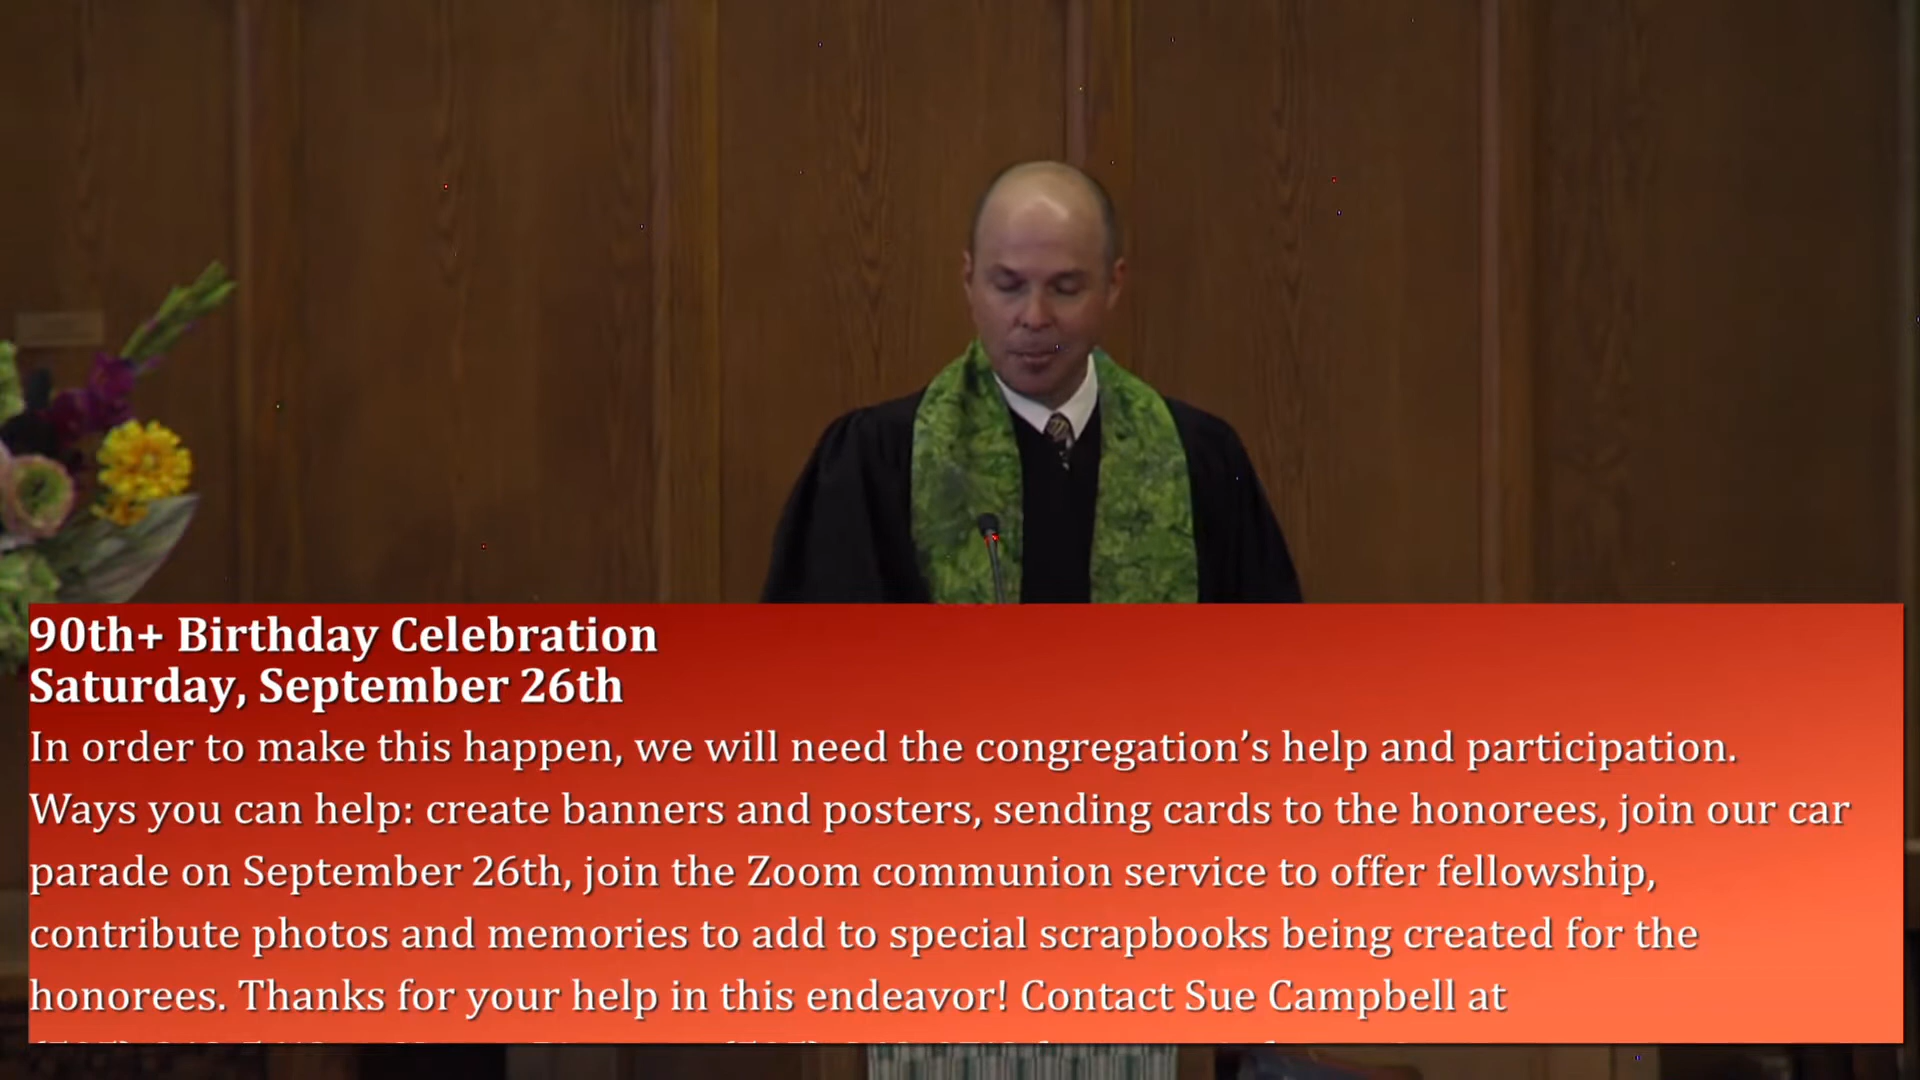 90th+ Birthday Celebration
Saturday, September 26th
In order to make this happen, we will need the congregation’s help and participation.
Ways you can help: create banners and posters, sending cards to the honorees, join our car
parade on September 26th, join the Zoom communion service to offer fellowship,
contribute photos and memories to add to special scrapbooks being created for the
honorees. Thanks for your help in this endeavor! Contact Sue Campbell at